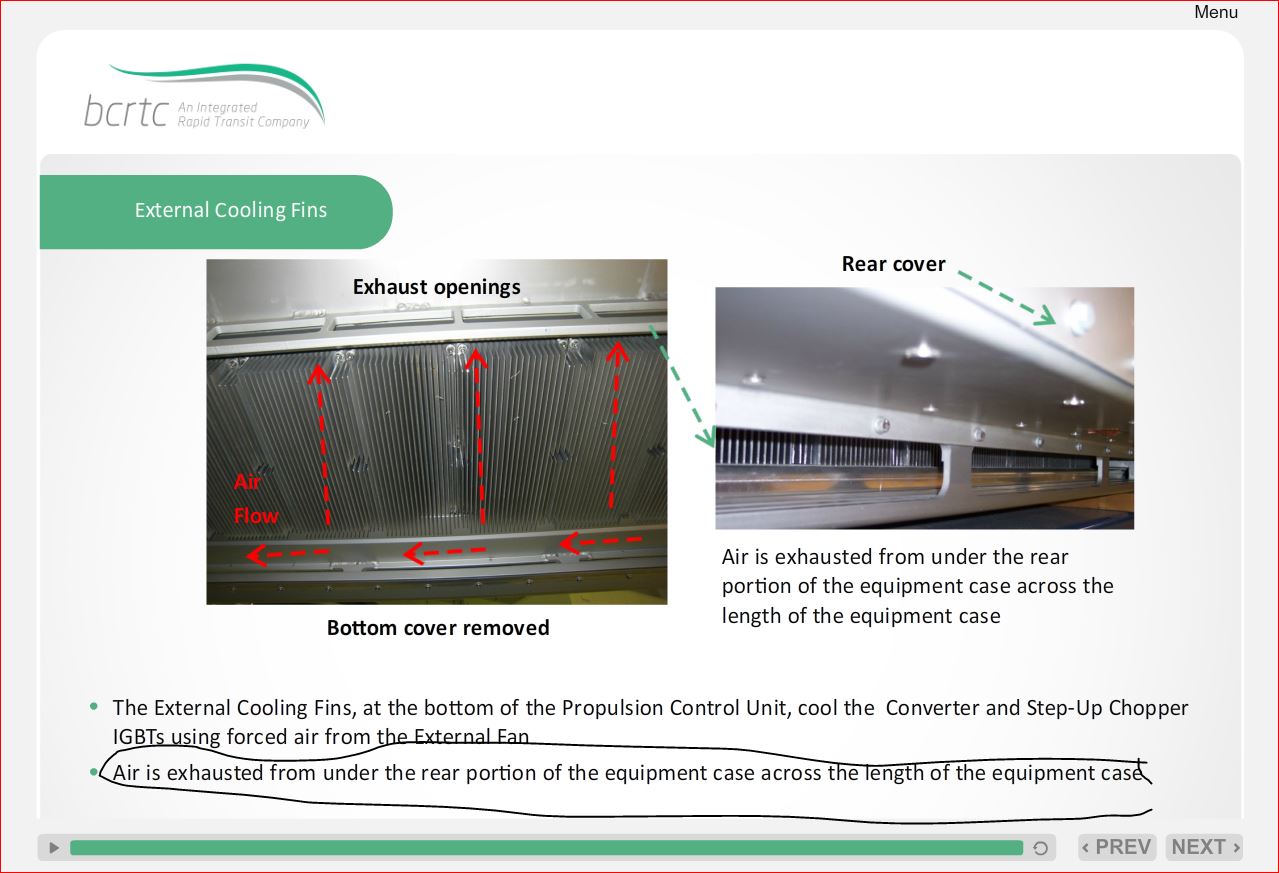 Menu
bcrtc An Integrated
Rapid Transit Company
External Cooling Fins
Exhaust openings
Rear cover
Air
Flow
Bottom cover removed
Air is exhausted from under the rear
portion of the equipment case across the
length of the equipment case
• The External Cooling Fins, at the bottom of the Propulsion Control Unit, cool the Converter and Step-Up Chopper
IGBTs using forced air from the External Fan
• Air is exhausted from under the rear portion of the equipment case across the length of the equipment case
‹ PREV NEXT ›